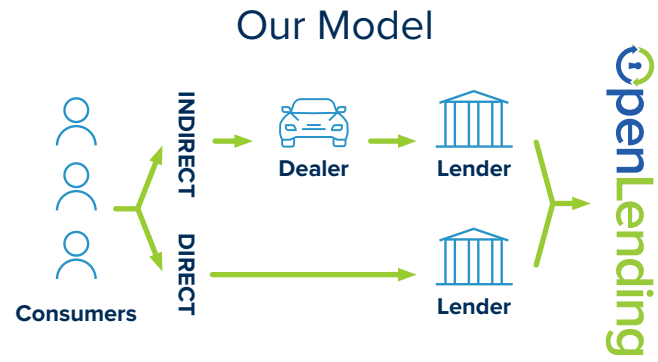 Our Model
INDIRECT
Dealer
Lender
DIRECT
Lender
Consumers
OpenLending